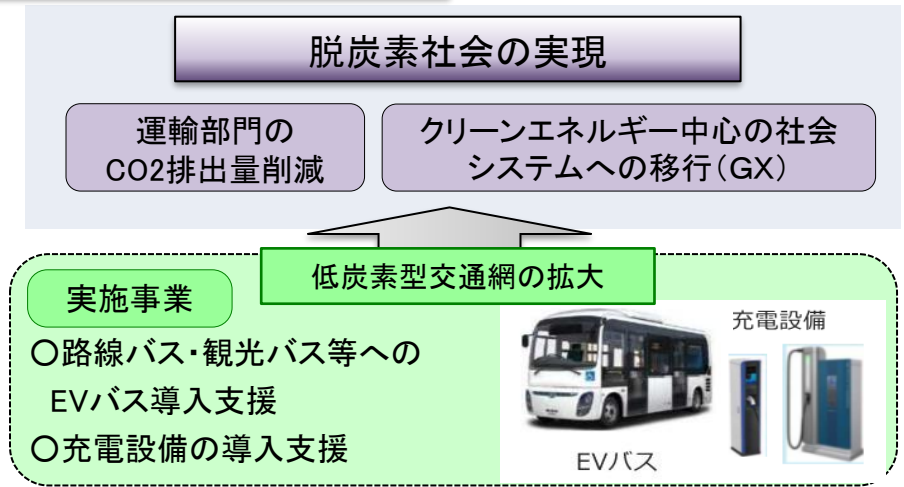 脱炭素社会の実現
運輸部門の
CO2排出量削減
クリーンエネルギー中心の社会
システムへの移行(GX)
低炭素型交通網の拡大
実施事業
〇路線バス・観光バス等への
EVバス導入支援
〇充電設備の導入支援
充電設備
EVバス